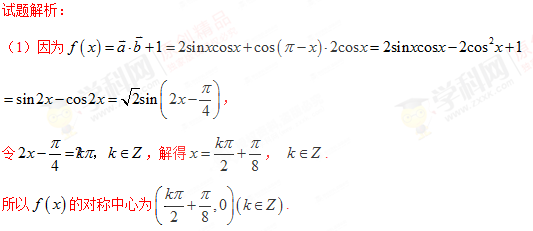 试题解析：
（1）因为 f(x)=a⃗·b⃗+1=2sinxcosx+cos(π−x)·2cosx=2sinxcosx−2cos²x+1
=sin2x−cos2x=√2sin(2x−π/4)，
令2x−π/4=kπ, k∈Z，解得x=kπ/2+π/8， k∈Z.
所以f(x)的对称中心为(kπ/2+π/8,0)(k∈Z).